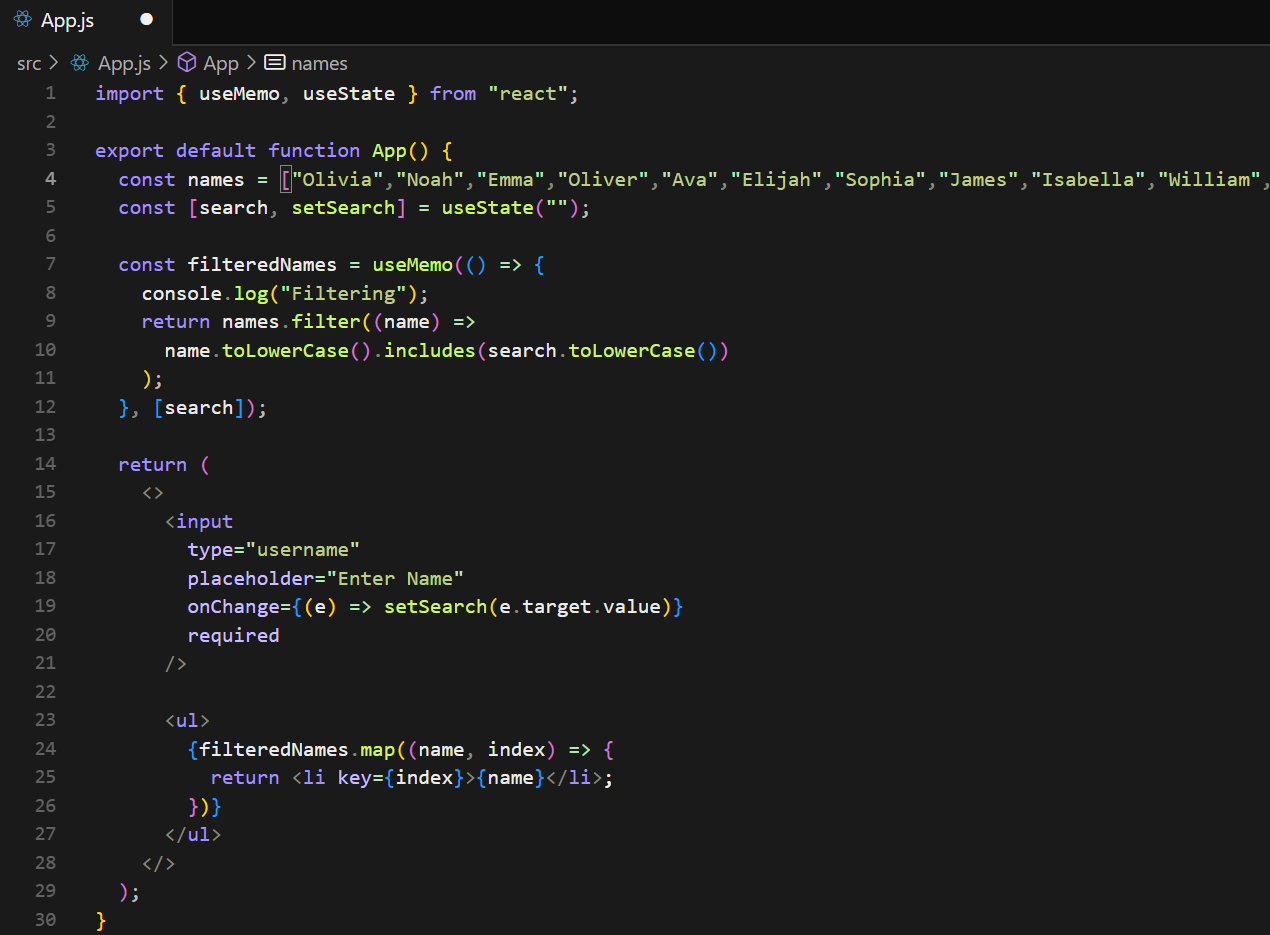 App.js
src > App.js > App > names
1 import { useMemo, useState } from "react";
2
3 export default function App() {
4   const names = ["Olivia","Noah","Emma","Oliver","Ava","Elijah","Sophia","James","Isabella","William",
5   const [search, setSearch] = useState("");
6
7   const filteredNames = useMemo(() => {
8     console.log("Filtering");
9     return names.filter((name) =>
10       name.toLowerCase().includes(search.toLowerCase())
11     );
12   }, [search]);
13
14   return (
15     <>
16       <input
17         type="username"
18         placeholder="Enter Name"
19         onChange={(e) => setSearch(e.target.value)}
20         required
21       />
22
23       <ul>
24         {filteredNames.map((name, index) => {
25           return <li key={index}>{name}</li>;
26         })}
27       </ul>
28     </>
29   );
30 }